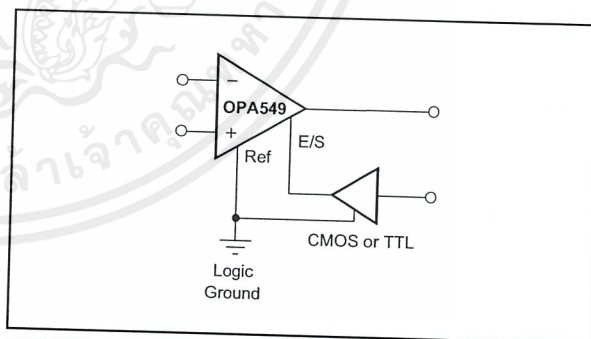 −
OPA549
+
Ref
E/S
CMOS or TTL
Logic
Ground